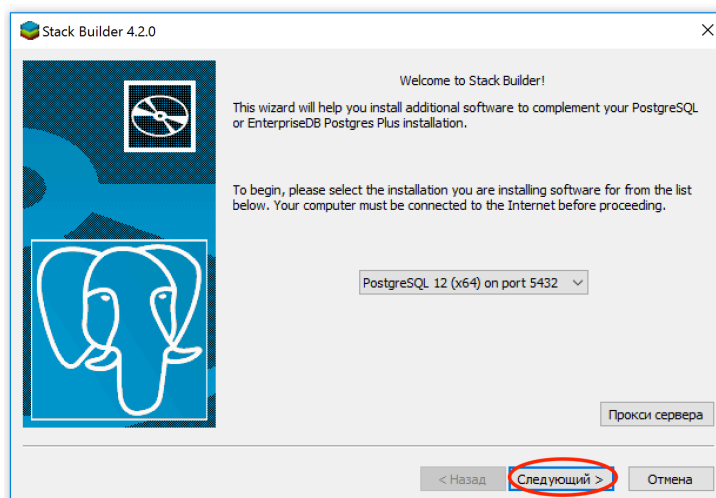 Stack Builder 4.2.0
Welcome to Stack Builder!
This wizard will help you install additional software to complement your PostgreSQL
or EnterpriseDB Postgres Plus installation.
To begin, please select the installation you are installing software for from the list
below. Your computer must be connected to the Internet before proceeding.
PostgreSQL 12 (x64) on port 5432
Прокси сервера
< Назад
Следующий >
Отмена